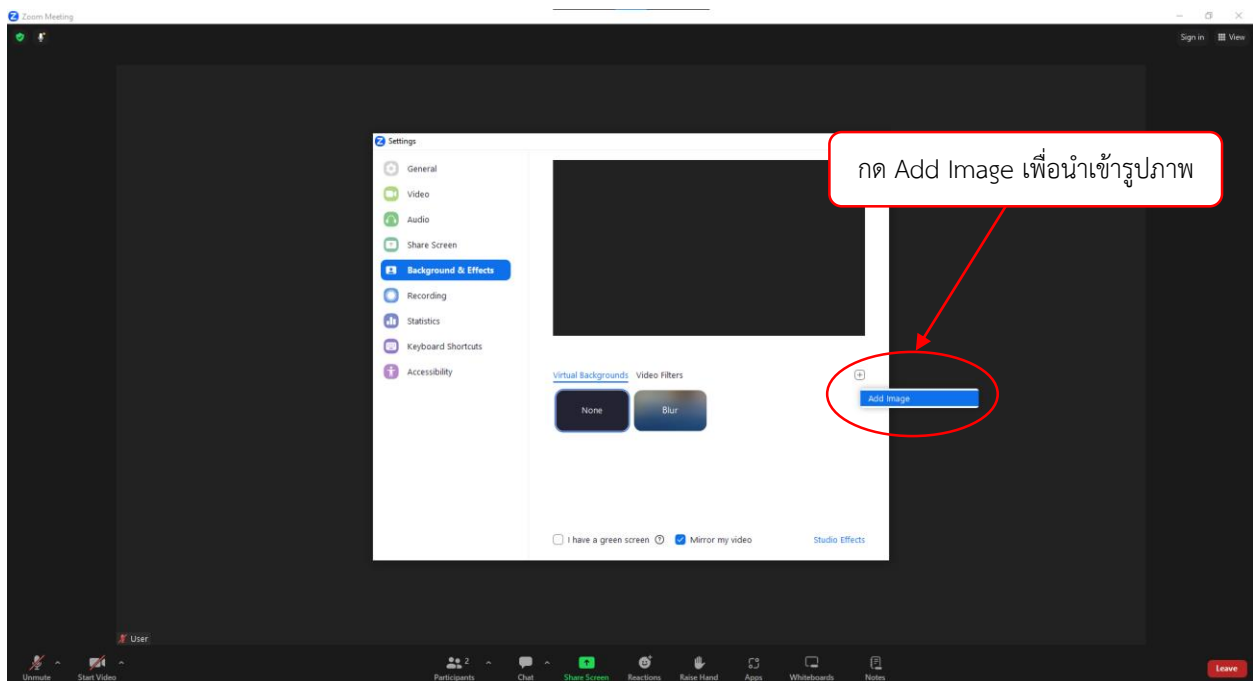 Zoom Meeting
Sign in View
Settings
General
Video
Audio
Share Screen
Background & Effects
Recording
Statistics
Keyboard Shortcuts
Accessibility
กด Add Image เพื่อนำเข้ารูปภาพ
Virtual Backgrounds Video Filters
Add Image
None Blur
I have a green screen Mirror my video Studio Effects
User
2
Unmute Start Video Participants Chat Share Screen Reactions Raise Hand Apps Whiteboards Notes Leave